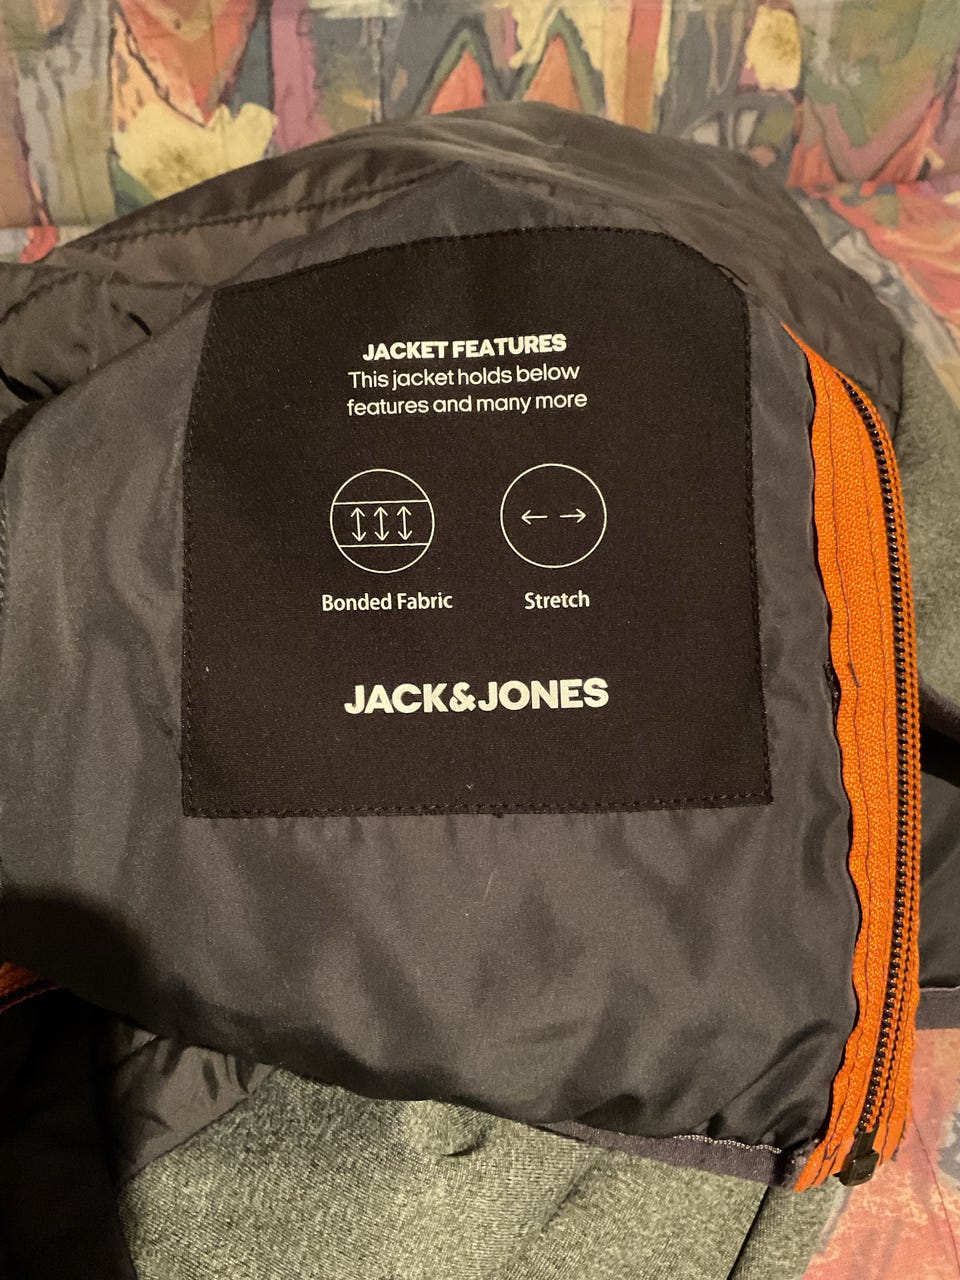 JACKET FEATURES
This jacket holds below
features and many more
Bonded Fabric
Stretch
JACK&JONES